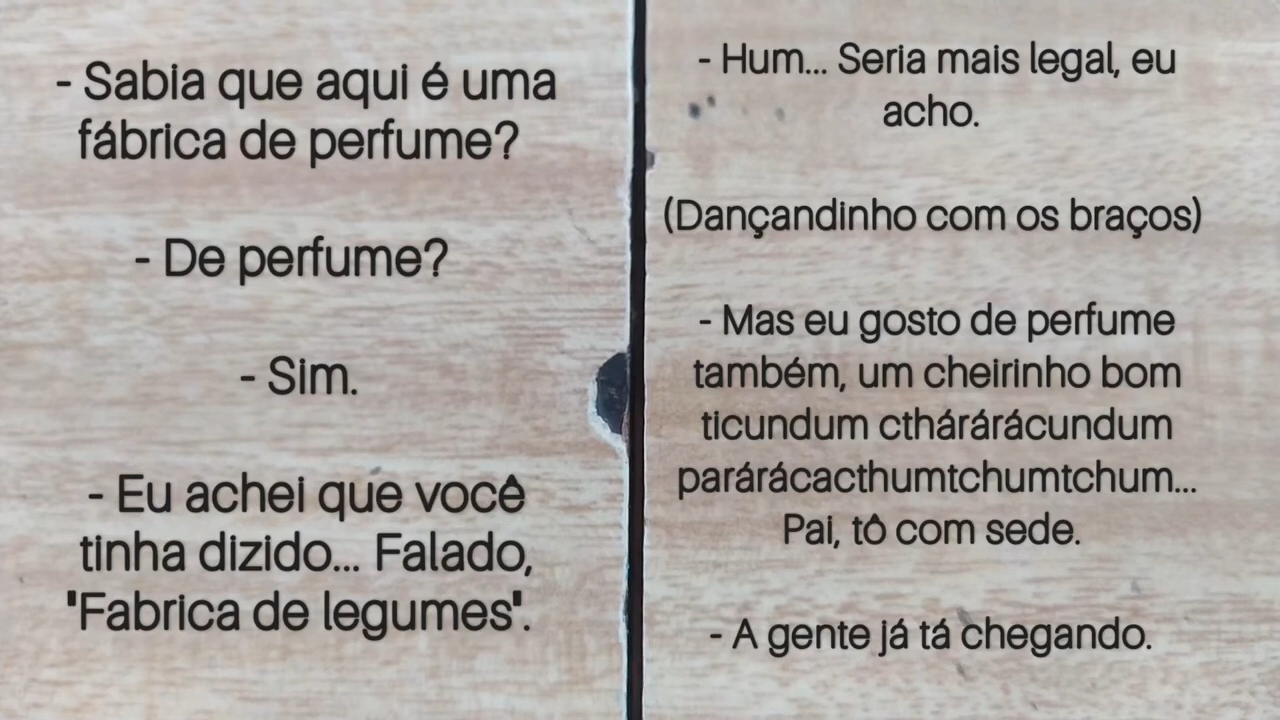 - Sabia que aqui é uma
fábrica de perfume?
- De perfume?
- Sim.
- Eu achei que você
tinha dizido... Falado,
"Fabrica de legumes".
- Hum... Seria mais legal, eu
acho.
(Dançandinho com os braços)
- Mas eu gosto de perfume
também, um cheirinho bom
ticundum cthárárácundum
parárácacthumtchumtchum...
Pai, tô com sede.
- A gente já tá chegando.